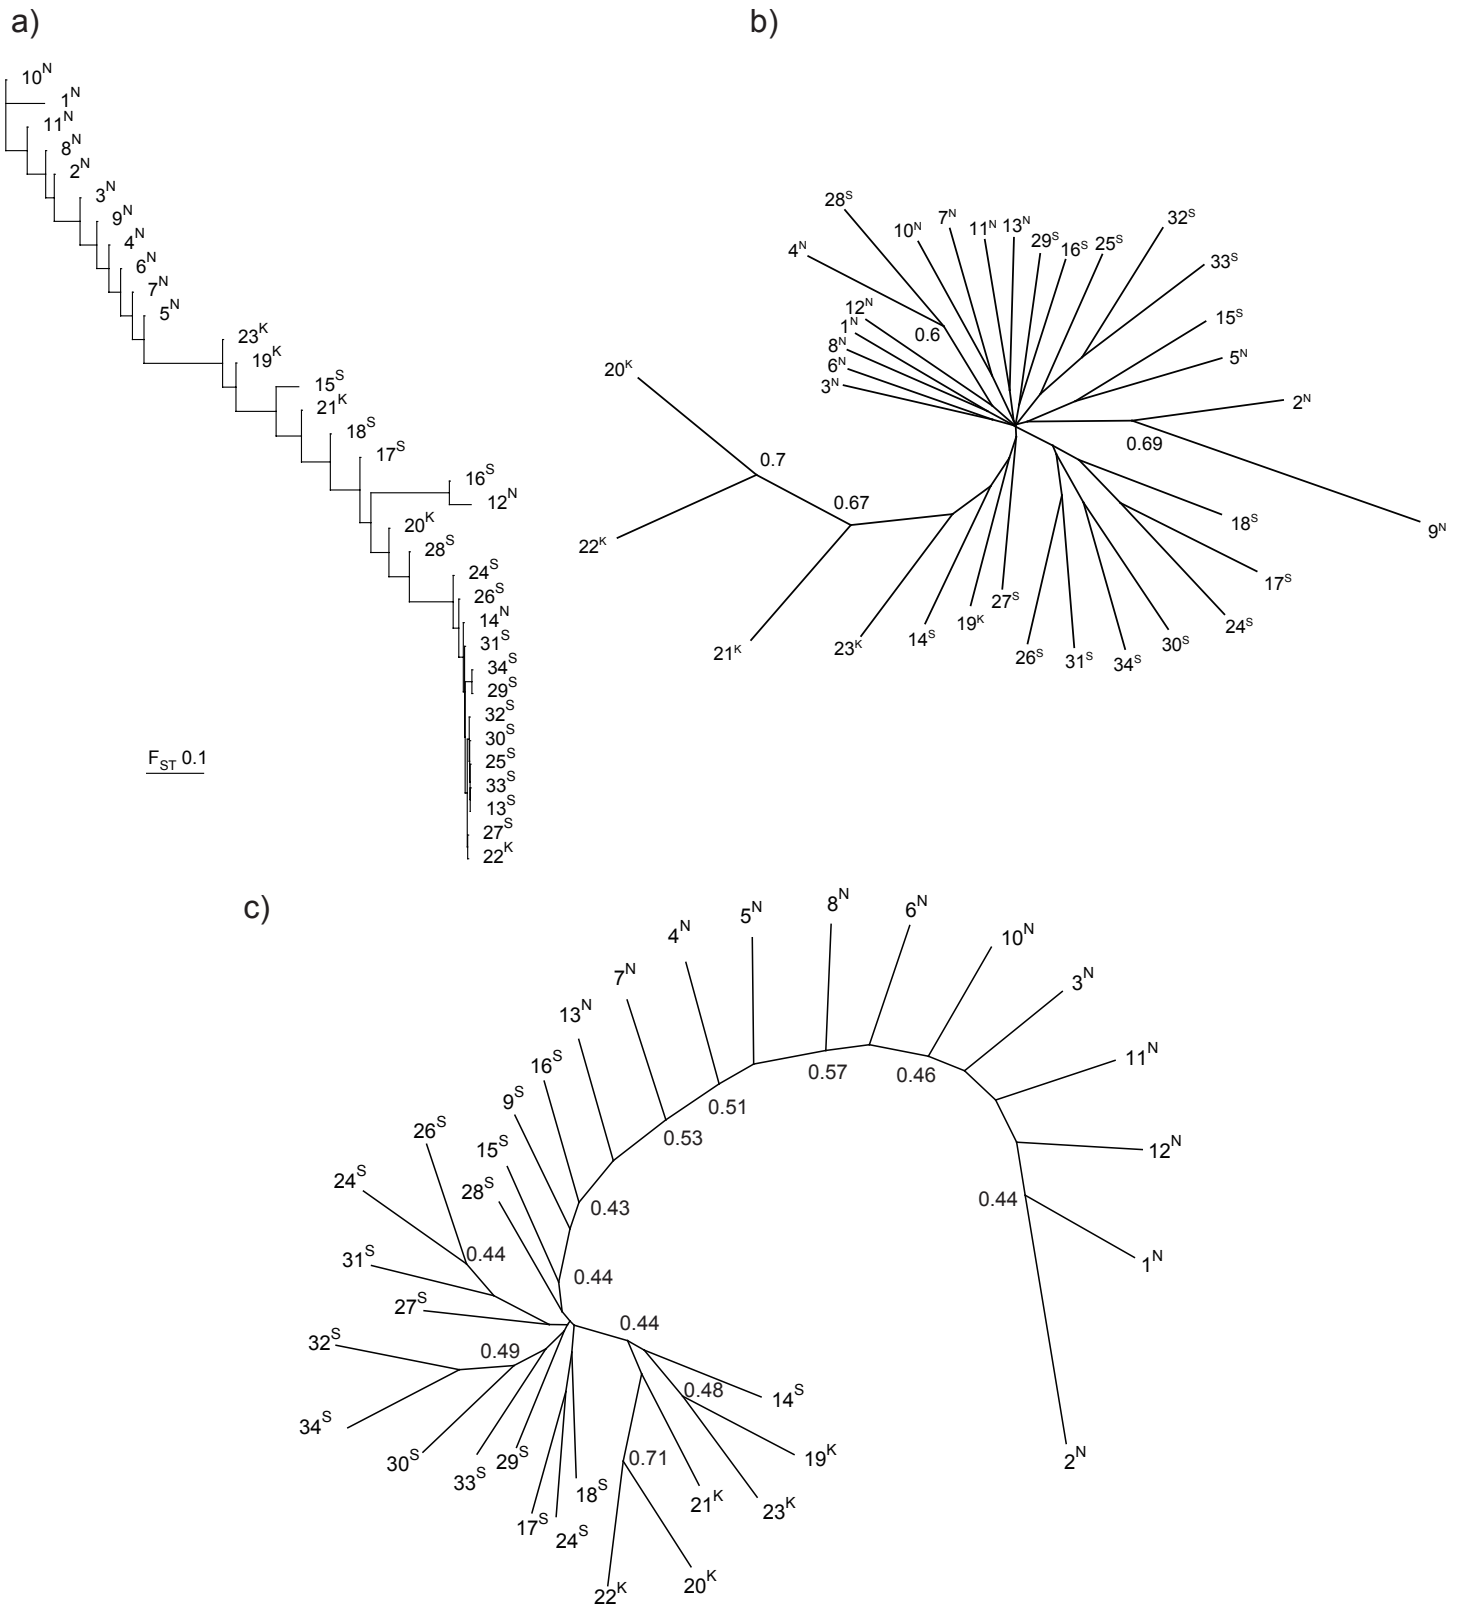 a)
10N
1N
11N
8N
2N
3N
9N
4N
6N
7N
5N
23K
19K
15S
21K
18S
17S
16S
12N
20K
28S
24S
26S
14N
31S
34S
29S
32S
30S
25S
33S
13S
27S
22K
FST 0.1
b)
28S
4N
10N
7N
11N
13N
29S
16S
25S
32S
33S
15S
5N
2N
0.69
9N
12N
1N
8N
6N
3N
0.6
20K
0.7
0.67
22K
21K
23K
14S
19K
27S
26S
31S
34S
30S
24S
17S
18S
c)
5N
8N
6N
10N
3N
11N
12N
1N
2N
4N
7N
13N
16S
9S
15S
28S
26S
24S
31S
27S
32S
34S
30S
33S
29S
17S
24S
18S
22K
20K
21K
23K
19K
14S
0.57
0.46
0.51
0.53
0.43
0.44
0.44
0.44
0.44
0.49
0.48
0.71